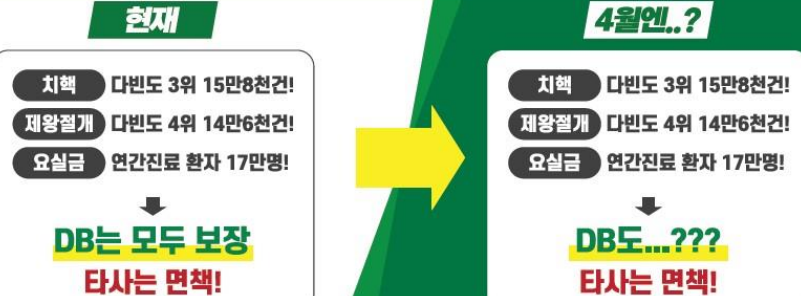 현재
치핵 다빈도 3위 15만8천건!
제왕절개 다빈도 4위 14만6천건!
요실금 연간진료 환자 17만명!
DB는 모두 보장
타사는 면책!
4월엔..?
치핵 다빈도 3위 15만8천건!
제왕절개 다빈도 4위 14만6천건!
요실금 연간진료 환자 17만명!
DB도...???
타사는 면책!